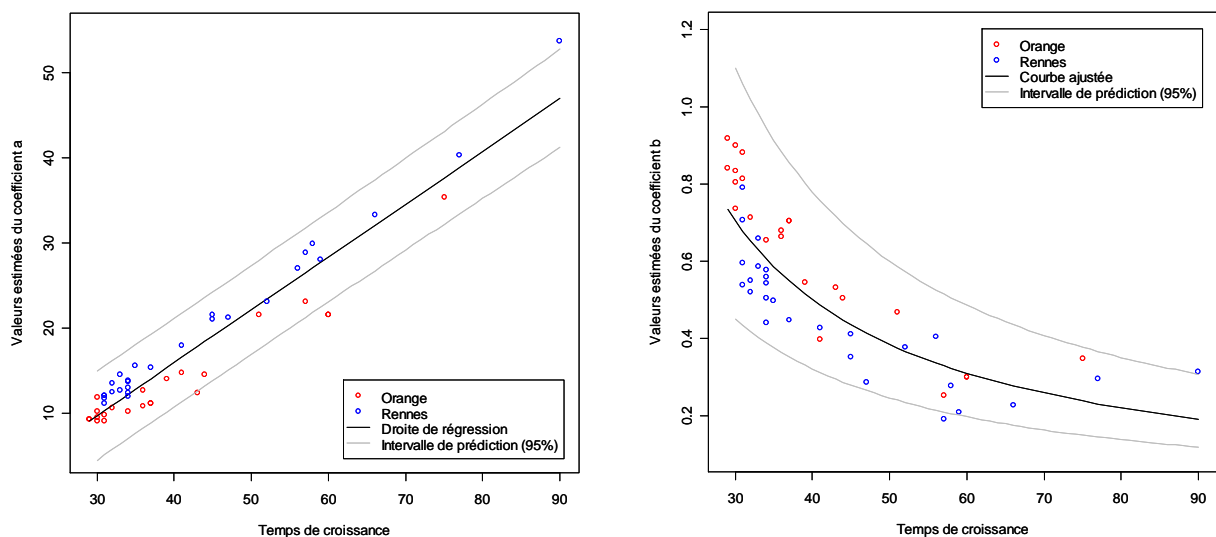 Valeurs estimées du coefficient a
50
40
30
20
10
Orange
Rennes
Droite de régression
Intervalle de prédiction (95%)
30 40 50 60 70 80 90
Temps de croissance
Valeurs estimées du coefficient b
1.2
1.0
0.8
0.6
0.4
0.2
Orange
Rennes
Courbe ajustée
Intervalle de prédiction (95%)
30 40 50 60 70 80 90
Temps de croissance